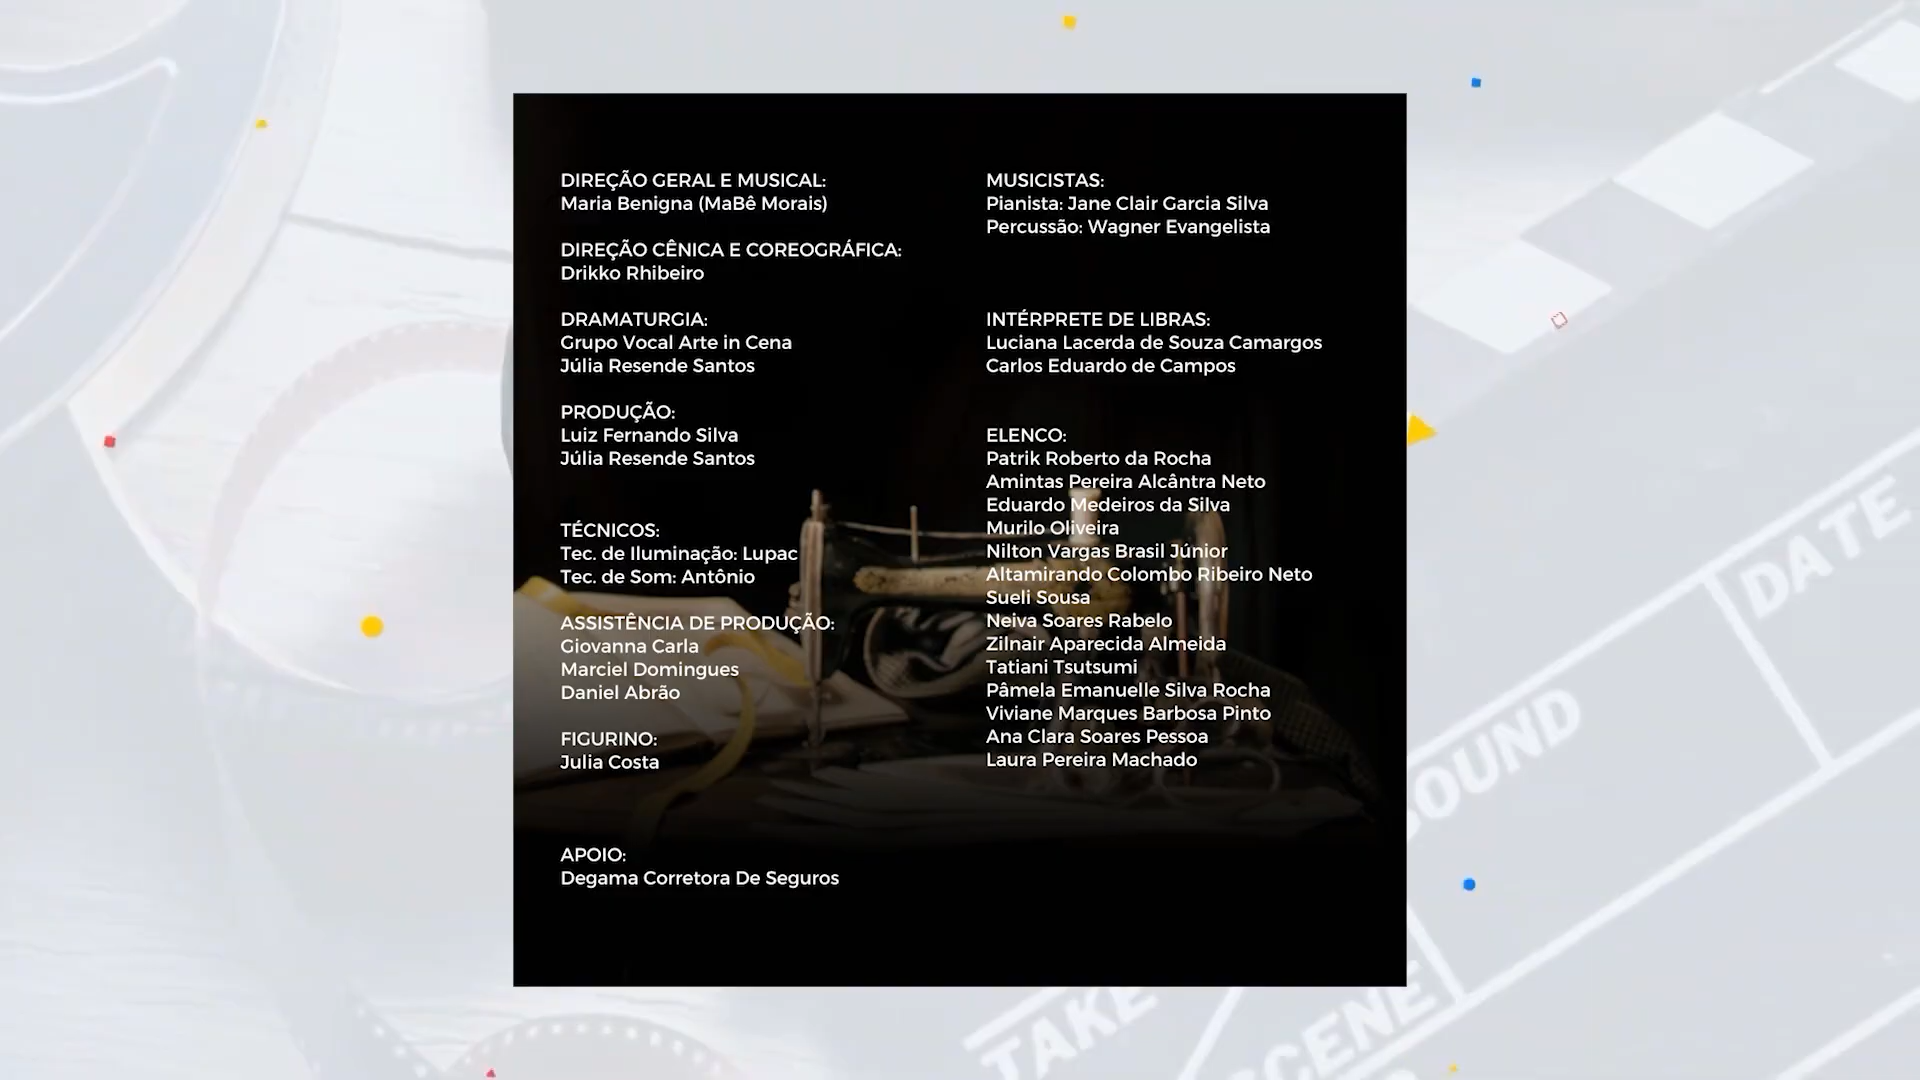 DIREÇÃO GERAL E MUSICAL:
Maria Benigna (MaBê Morais)
DIREÇÃO CÊNICA E COREOGRÁFICA:
Drikko Rhibeiro
DRAMATURGIA:
Grupo Vocal Arte in Cena
Júlia Resende Santos
PRODUÇÃO:
Luiz Fernando Silva
Júlia Resende Santos
TÉCNICOS:
Tec. de Iluminação: Lupac
Tec. de Som: Antônio
ASSISTÊNCIA DE PRODUÇÃO:
Giovanna Carla
Marciel Domingues
Daniel Abrão
FIGURINO:
Julia Costa
APOIO:
Degama Corretora De Seguros
MUSICISTAS:
Pianista: Jane Clair Garcia Silva
Percussão: Wagner Evangelista
INTÉRPRETE DE LIBRAS:
Luciana Lacerda de Souza Camargos
Carlos Eduardo de Campos
ELENCO:
Patrik Roberto da Rocha
Amintas Pereira Alcântra Neto
Eduardo Medeiros da Silva
Murilo Oliveira
Nilton Vargas Brasil Júnior
Altamirando Colombo Ribeiro Neto
Sueli Sousa
Neiva Soares Rabelo
Zilnair Aparecida Almeida
Tatiani Tsutsumi
Pâmela Emanuelle Silva Rocha
Viviane Marques Barbosa Pinto
Ana Clara Soares Pessoa
Laura Pereira Machado
DATE
SOUND
TAKE
SCENE